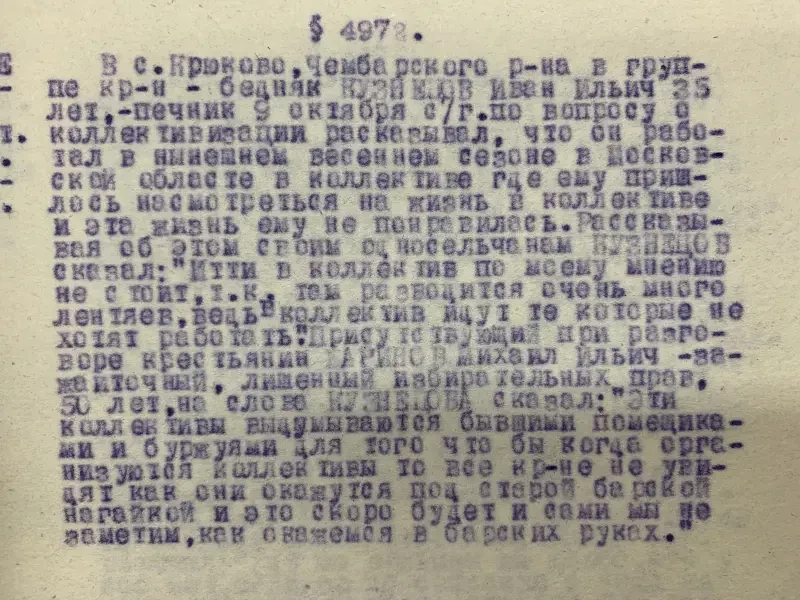 § 4972.
В с.Крюково,Чембарского р-на в груп-
пе кр-н - бедняк КУЗНЕЦОВ Иван Ильич 35
лет,-печник 9 октября с/г.по вопросу о
коллективизации расказывал, что он рабо-
тал в нынешнем весеннем сезоне в Москов-
ской областе в коллективе где ему приш-
лось насмотреться на жизнь в коллективе
и эта жизнь ему не понравилась.Рассказы-
вая об этом своим односельчанам КУЗНЕЦОВ
сказал:"Итти в коллектив по моему мнению
не стоит,т.к. там разводится очень много
лентяев,ведь в коллектив идут те которые не
хотят работать".Присутствующий при разго-
воре крестьянин Михаил Ильич -за-
житочный, лишенный избирательных прав,
50 лет,на слова КУЗНЕЦОВА сказал:"Эти
коллективы выдумываются бывшими помещика-
ми и буржуями для того что бы когда орга-
низуются коллективы то все кр-не не уви-
дят как они окажутся под старой барской
нагайкой и это скоро будет и сами мы не
заметим,как окажемся в барских руках."